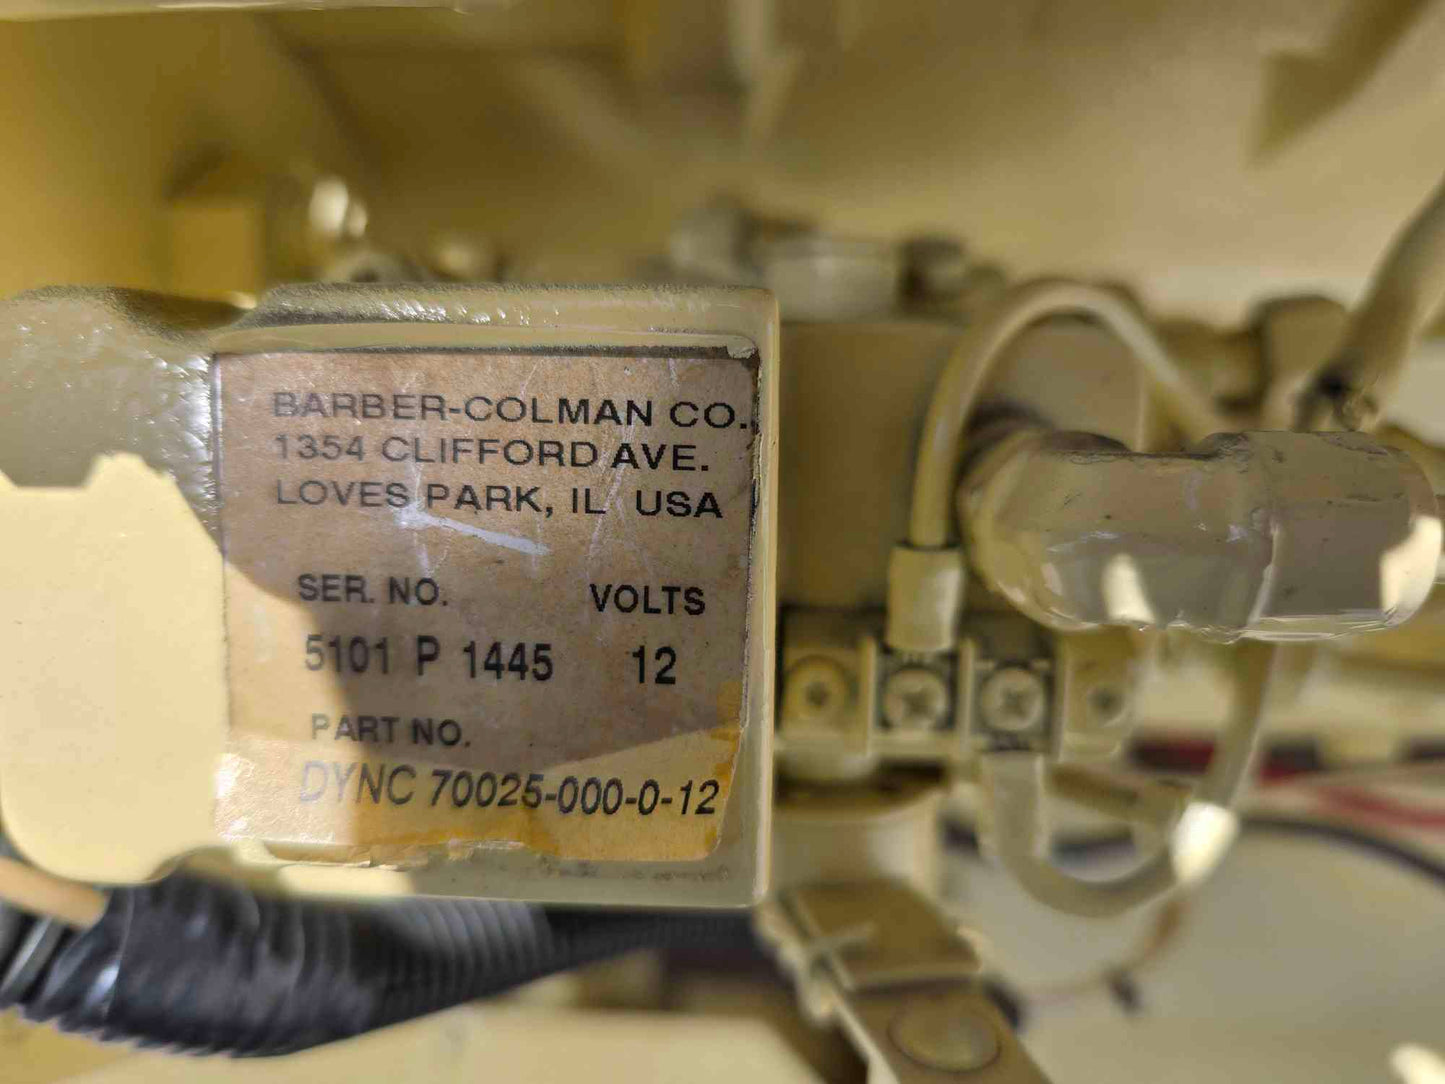 BARBER-COLMAN CO.
1354 CLIFFORD AVE.
LOVES PARK, IL USA
SER. NO. VOLTS
5101 P 1445 12
PART NO.
DYNC 70025-000-0-12